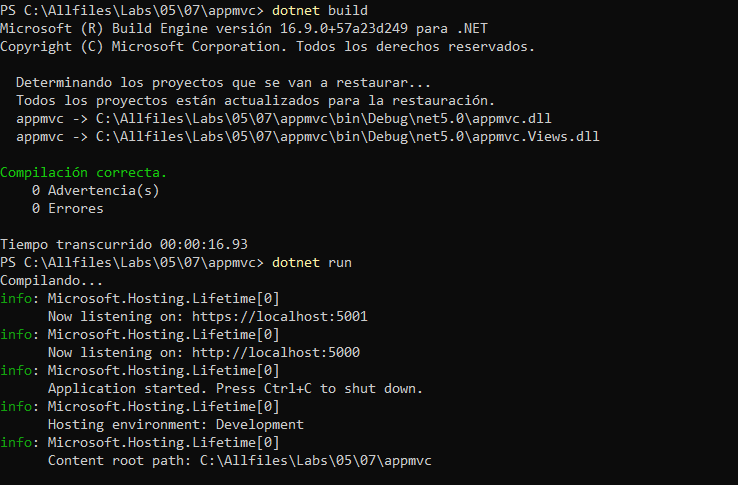 PS C:\Allfiles\Labs\05\07\appmvc> dotnet build
Microsoft (R) Build Engine versión 16.9.0+57a23d249 para .NET
Copyright (C) Microsoft Corporation. Todos los derechos reservados.
Determinando los proyectos que se van a restaurar...
Todos los proyectos están actualizados para la restauración.
appmvc -> C:\Allfiles\Labs\05\07\appmvc\bin\Debug\net5.0\appmvc.dll
appmvc -> C:\Allfiles\Labs\05\07\appmvc\bin\Debug\net5.0\appmvc.Views.dll
Compilación correcta.
0 Advertencia(s)
0 Errores
Tiempo transcurrido 00:00:16.93
PS C:\Allfiles\Labs\05\07\appmvc> dotnet run
Compilando...
info: Microsoft.Hosting.Lifetime[0]
Now listening on: https://localhost:5001
info: Microsoft.Hosting.Lifetime[0]
Now listening on: http://localhost:5000
info: Microsoft.Hosting.Lifetime[0]
Application started. Press Ctrl+C to shut down.
info: Microsoft.Hosting.Lifetime[0]
Hosting environment: Development
info: Microsoft.Hosting.Lifetime[0]
Content root path: C:\Allfiles\Labs\05\07\appmvc